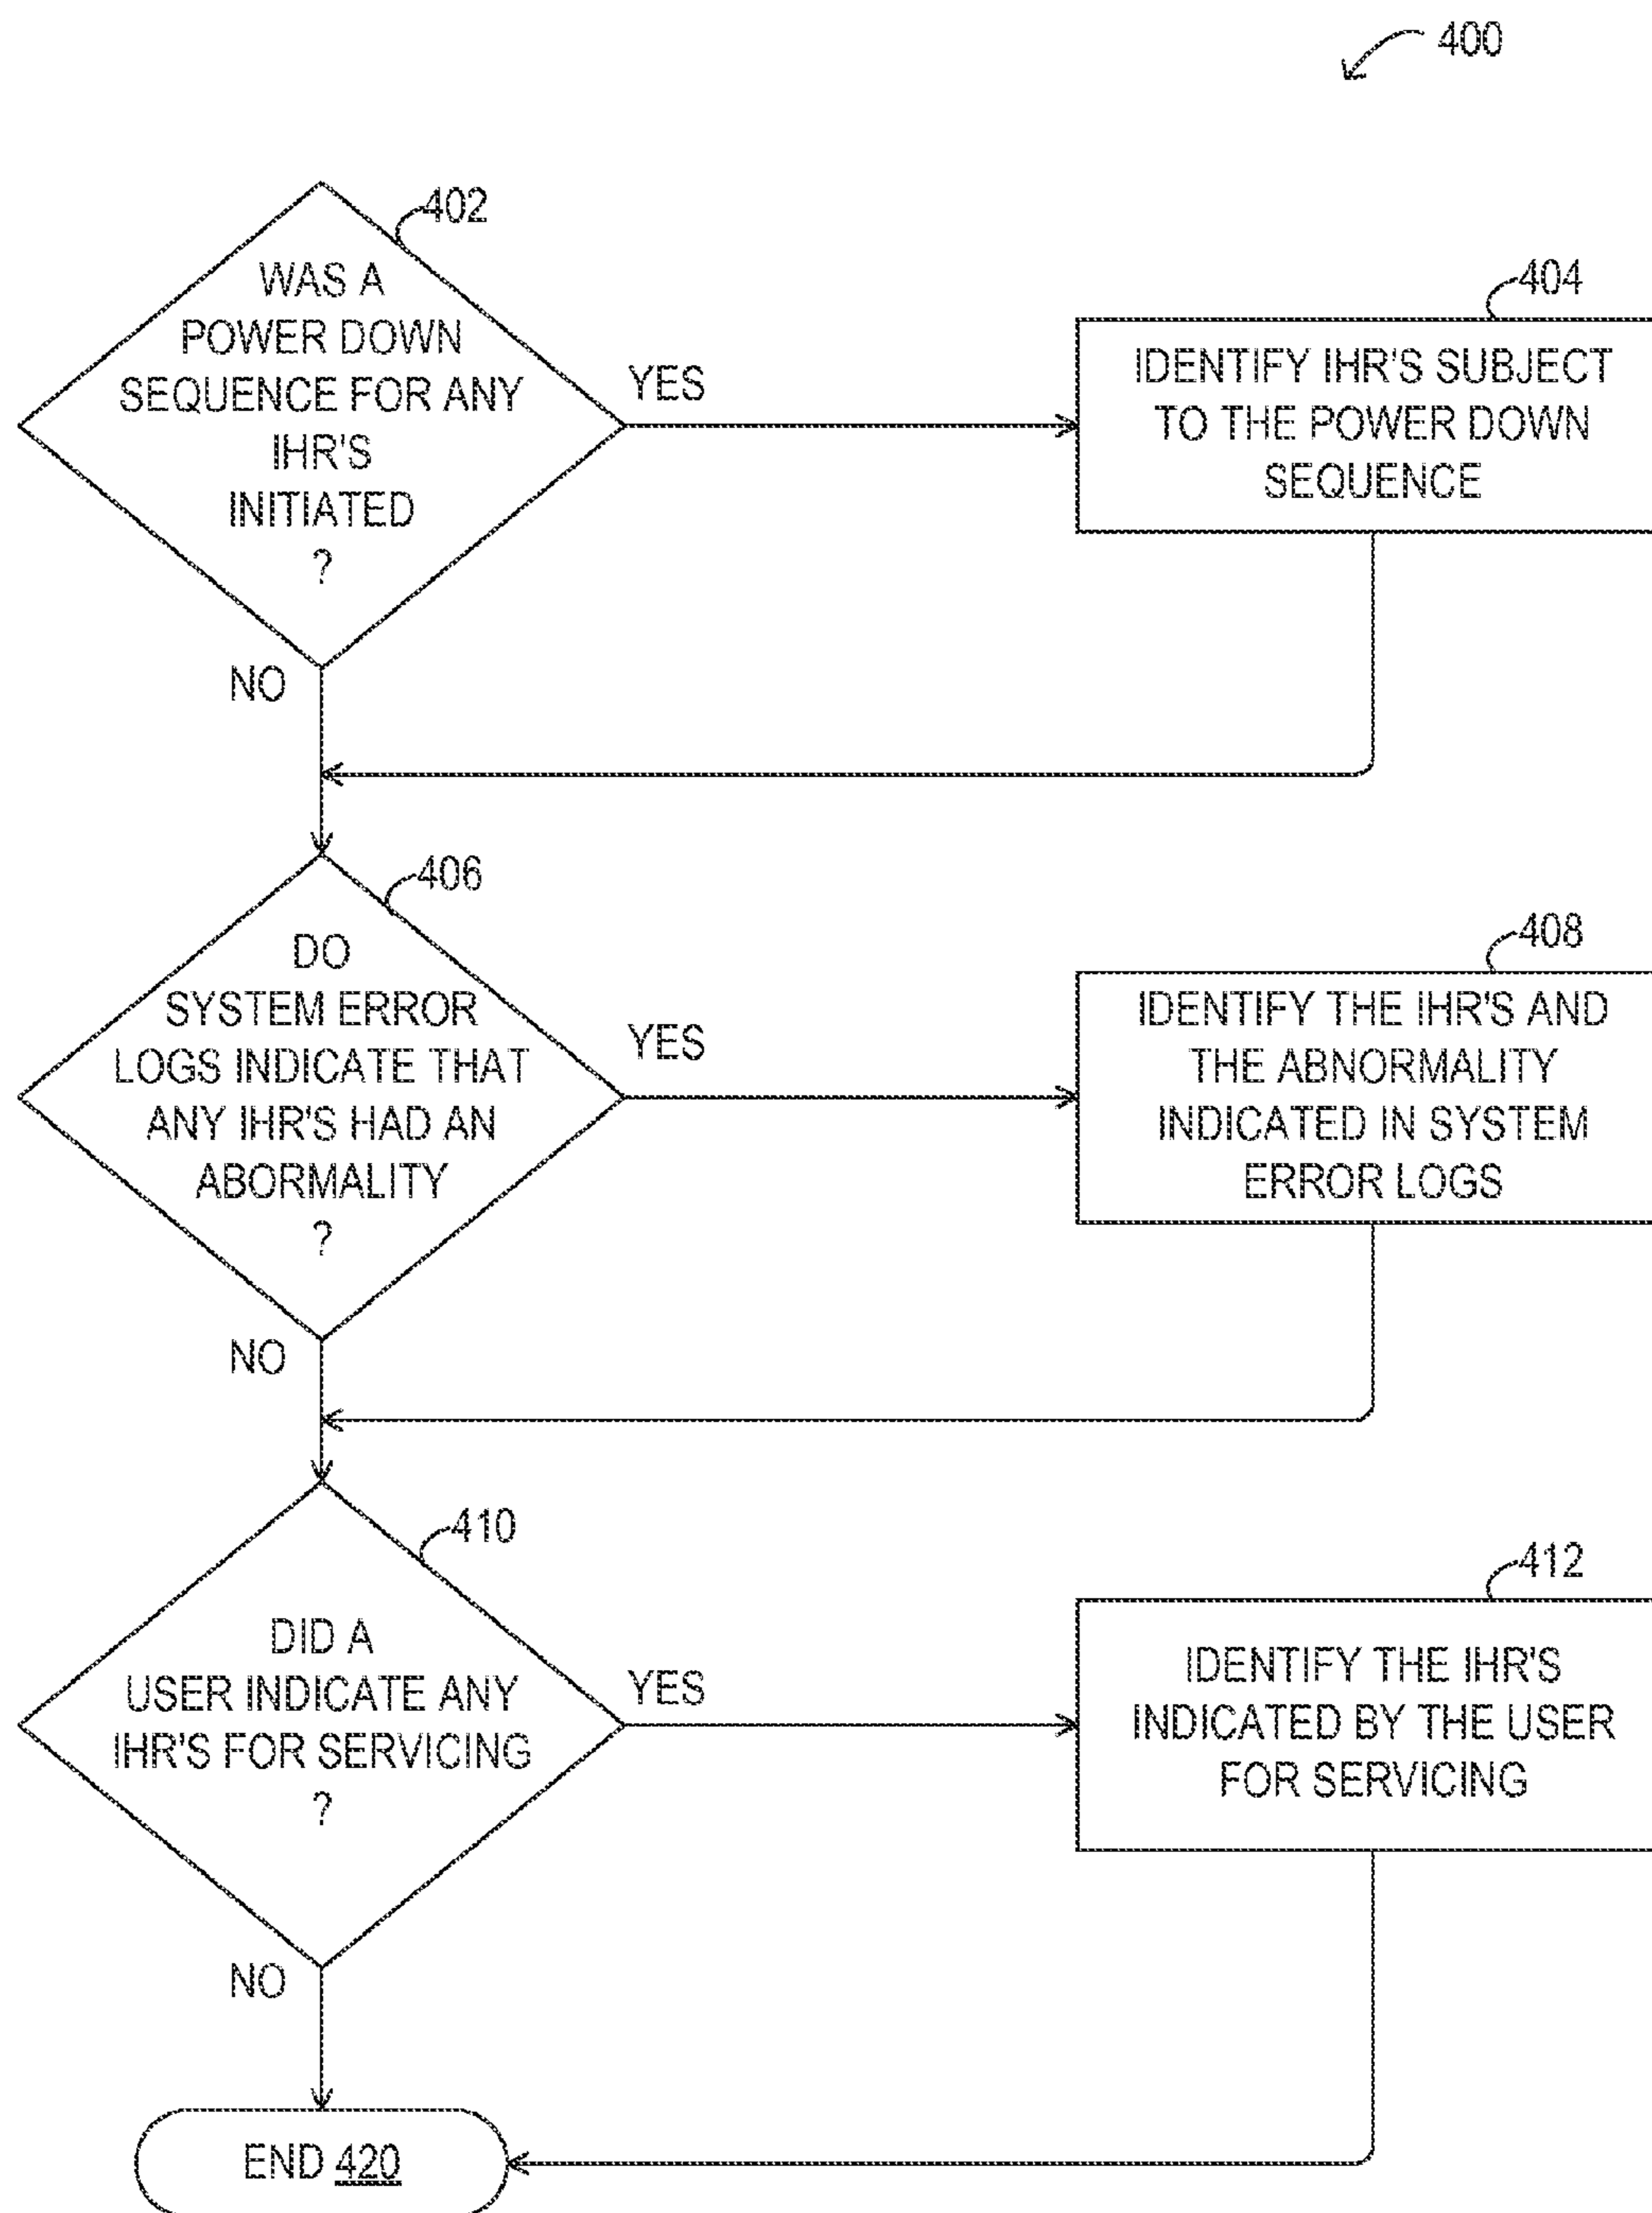 400
402
WAS A
POWER DOWN
SEQUENCE FOR ANY
IHR'S
INITIATED
?
YES
NO
404
IDENTIFY IHR'S SUBJECT
TO THE POWER DOWN
SEQUENCE
406
DO
SYSTEM ERROR
LOGS INDICATE THAT
ANY IHR'S HAD AN
ABORMALITY
?
YES
NO
408
IDENTIFY THE IHR'S AND
THE ABNORMALITY
INDICATED IN SYSTEM
ERROR LOGS
410
DID A
USER INDICATE ANY
IHR'S FOR SERVICING
?
YES
NO
412
IDENTIFY THE IHR'S
INDICATED BY THE USER
FOR SERVICING
END 420